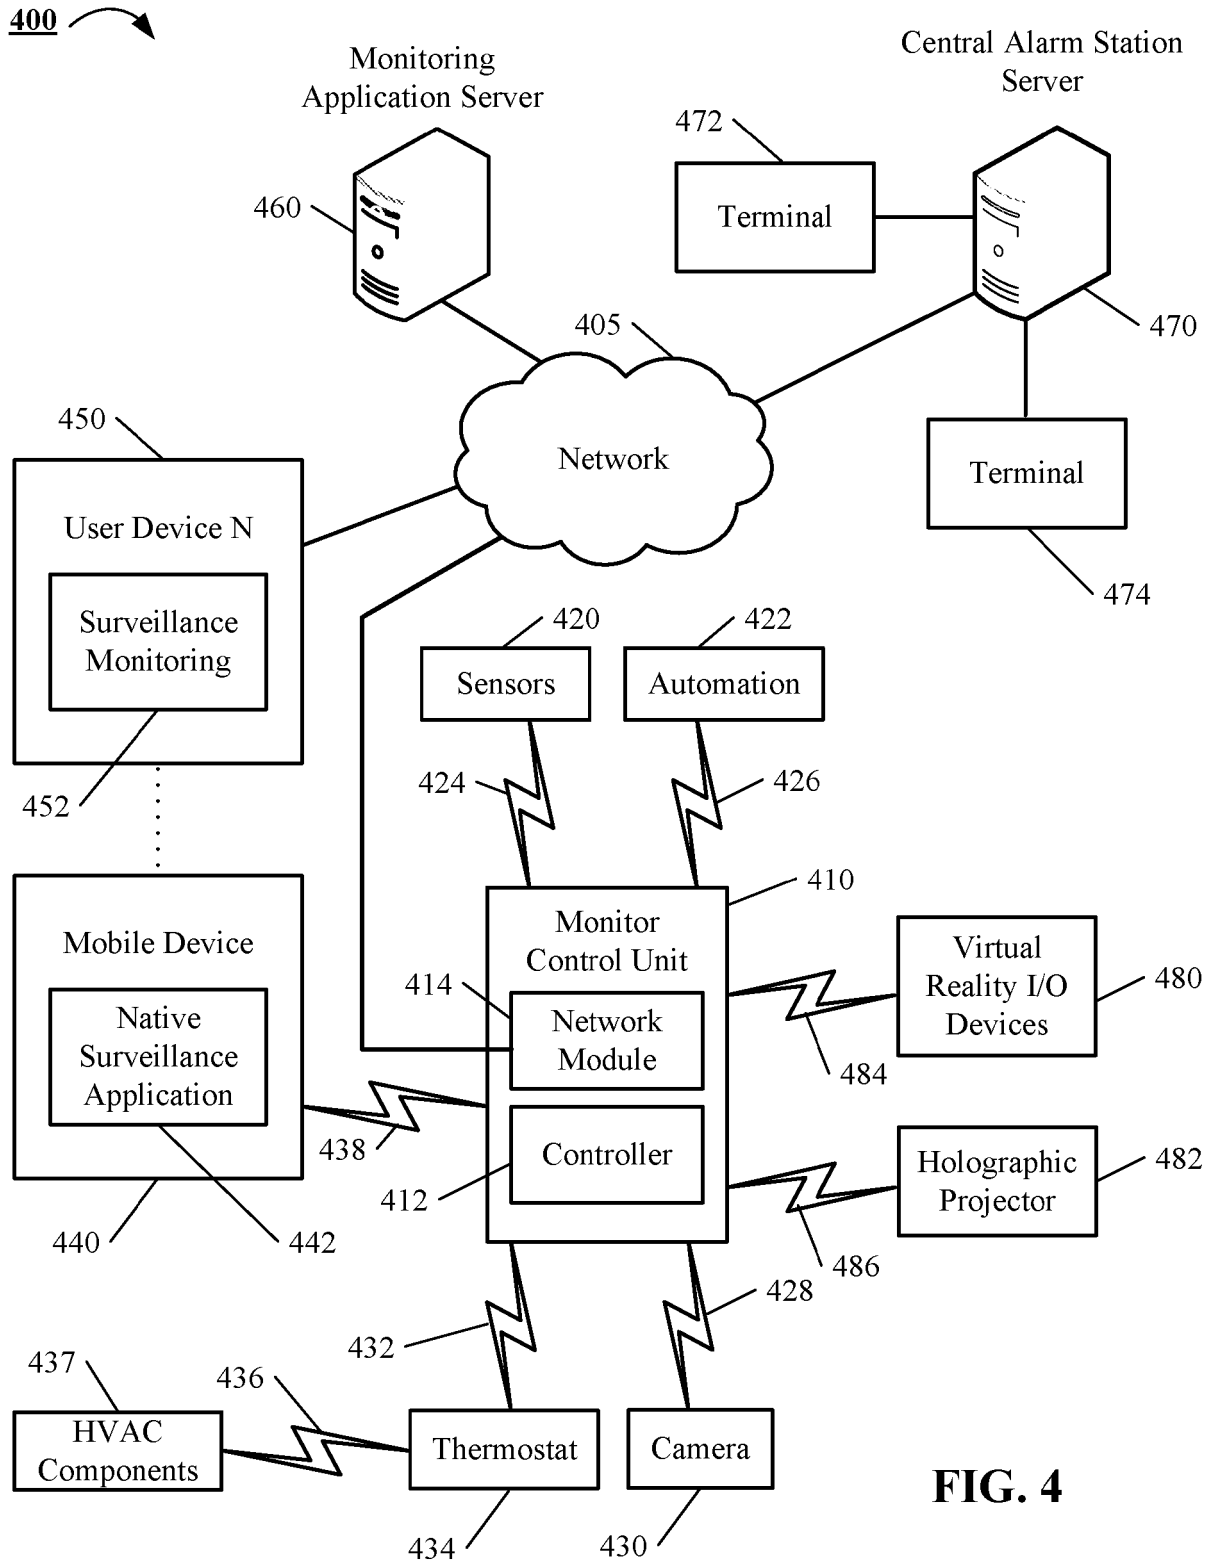 400
Monitoring
Application Server
Central Alarm Station
Server
472
Terminal
460
470
405
Network
450
User Device N
Surveillance
Monitoring
452
Terminal
474
420
Sensors
422
Automation
424
426
410
Monitor
Control Unit
414
Network
Module
Controller
412
Mobile Device
Native
Surveillance
Application
438
440
442
Virtual
Reality I/O
Devices
480
484
Holographic
Projector
482
486
428
432
437
436
HVAC
Components
Thermostat
434
Camera
430
FIG. 4